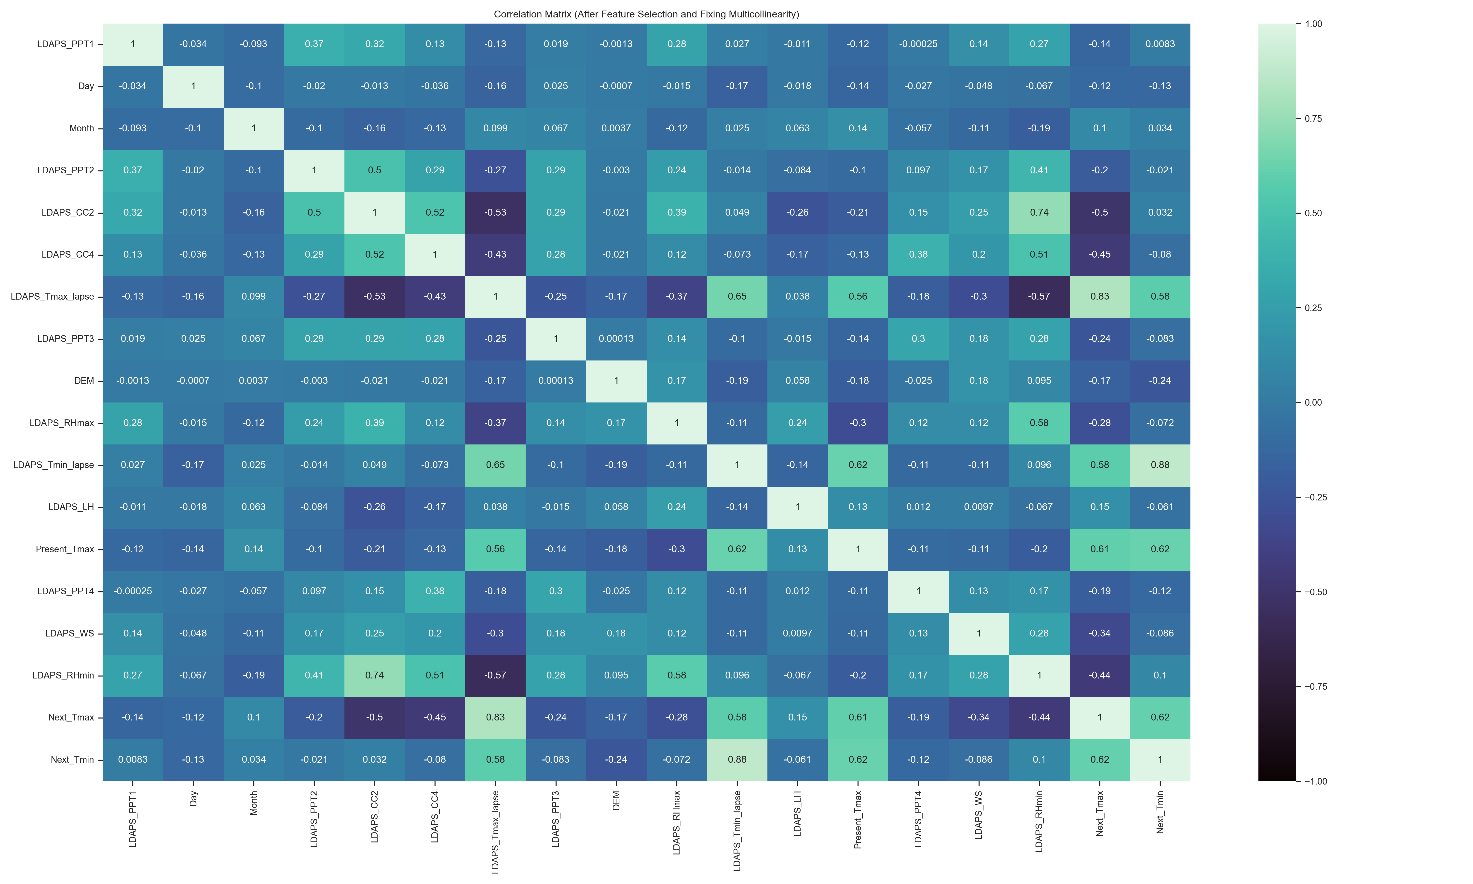 Correlation Matrix (After Feature Selection and Fixing Multicollinearity)
LDAPS_PPT1 1 -0.034 -0.093 0.37 0.32 0.13 -0.13 0.019 -0.0013 0.28 0.027 -0.011 -0.12 -0.00025 0.14 0.27 -0.14 0.0083
Day -0.034 1 -0.1 -0.02 -0.013 -0.036 -0.16 0.025 -0.0007 -0.015 -0.17 -0.018 -0.14 -0.027 -0.048 -0.067 -0.12 -0.13
Month -0.093 -0.1 1 -0.1 -0.16 -0.13 0.099 0.067 0.0037 -0.12 0.025 0.063 0.14 -0.057 -0.11 -0.19 0.1 0.034
LDAPS_PPT2 0.37 -0.02 -0.1 1 0.5 0.29 -0.27 0.29 -0.003 0.24 -0.014 -0.084 -0.1 0.097 0.17 0.41 -0.2 -0.021
LDAPS_CC2 0.32 -0.013 -0.16 0.5 1 0.52 -0.53 0.29 -0.021 0.39 0.049 -0.26 -0.21 0.15 0.25 0.74 -0.5 0.032
LDAPS_CC4 0.13 -0.036 -0.13 0.29 0.52 1 -0.43 0.28 -0.021 0.12 -0.073 -0.17 -0.13 0.38 0.2 0.51 -0.45 -0.08
LDAPS_Tmax_lapse -0.13 -0.16 0.099 -0.27 -0.53 -0.43 1 -0.25 -0.17 -0.37 0.65 0.038 0.56 -0.18 -0.3 -0.57 0.83 0.58
LDAPS_PPT3 0.019 0.025 0.067 0.29 0.29 0.28 -0.25 1 0.00013 0.14 -0.1 -0.015 -0.14 0.3 0.18 0.28 -0.24 -0.083
DEM -0.0013 -0.0007 0.0037 -0.003 -0.021 -0.021 -0.17 0.00013 1 0.17 -0.19 0.058 -0.18 -0.025 0.18 0.095 -0.17 -0.24
LDAPS_RHmax 0.28 -0.015 -0.12 0.24 0.39 0.12 -0.37 0.14 0.17 1 -0.11 0.24 -0.3 0.12 0.12 0.58 -0.28 -0.072
LDAPS_Tmin_lapse 0.027 -0.17 0.025 -0.014 0.049 -0.073 0.65 -0.1 -0.19 -0.11 1 -0.14 0.62 -0.11 -0.11 0.096 0.58 0.88
LDAPS_LH -0.011 -0.018 0.063 -0.084 -0.26 -0.17 0.038 -0.015 0.058 0.24 -0.14 1 0.13 0.012 0.0097 -0.067 0.15 -0.061
Present_Tmax -0.12 -0.14 0.14 -0.1 -0.21 -0.13 0.56 -0.14 -0.18 -0.3 0.62 0.13 1 -0.11 -0.11 -0.2 0.61 0.62
LDAPS_PPT4 -0.00025 -0.027 -0.057 0.097 0.15 0.38 -0.18 0.3 -0.025 0.12 -0.11 0.012 -0.11 1 0.13 0.17 -0.19 -0.12
LDAPS_WS 0.14 -0.048 -0.11 0.17 0.25 0.2 -0.3 0.18 0.18 0.12 -0.11 0.0097 -0.11 0.13 1 0.28 -0.34 -0.086
LDAPS_RHmin 0.27 -0.067 -0.19 0.41 0.74 0.51 -0.57 0.28 0.095 0.58 0.096 -0.067 -0.2 0.17 0.28 1 -0.44 0.1
Next_Tmax -0.14 -0.12 0.1 -0.2 -0.5 -0.45 0.83 -0.24 -0.17 -0.28 0.58 0.15 0.61 -0.19 -0.34 -0.44 1 0.62
Next_Tmin 0.0083 -0.13 0.034 -0.021 0.032 -0.08 0.58 -0.083 -0.24 -0.072 0.88 -0.061 0.62 -0.12 -0.086 0.1 0.62 1
LDAPS_PPT1
Day
Month
LDAPS_PPT2
LDAPS_CC2
LDAPS_CC4
LDAPS_Tmax_lapse
LDAPS_PPT3
DEM
LDAPS_RHmax
LDAPS_Tmin_lapse
LDAPS_LH
Present_Tmax
LDAPS_PPT4
LDAPS_WS
LDAPS_RHmin
Next_Tmax
Next_Tmin
1.00
0.75
0.50
0.25
0.00
−0.25
−0.50
−0.75
−1.00